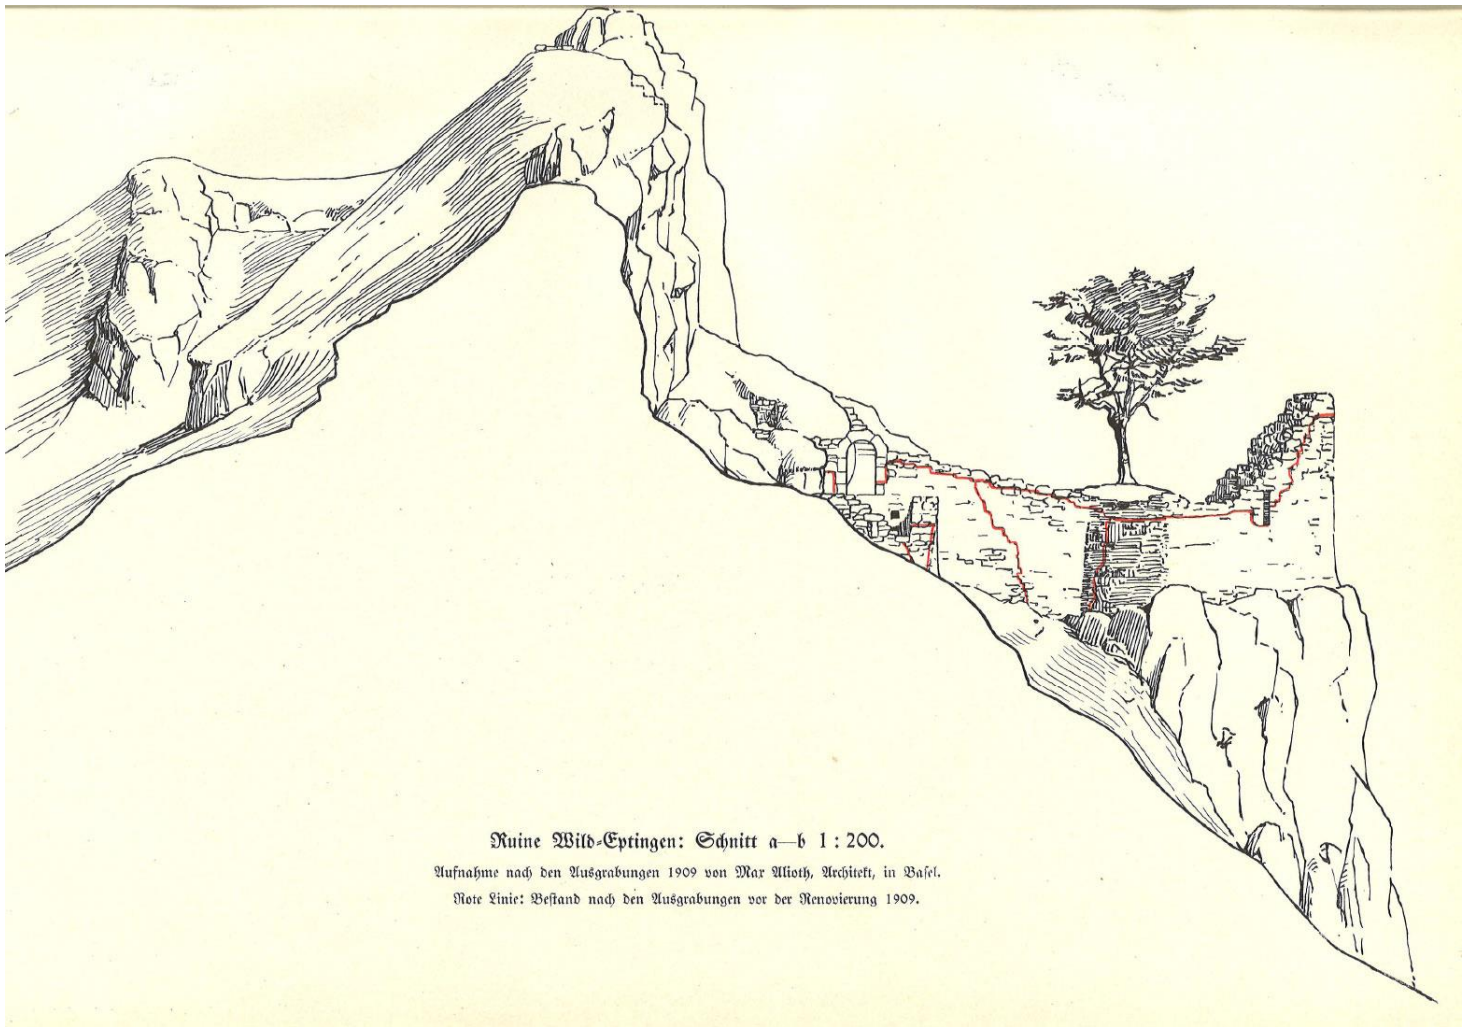 Ruine Wild-Eptingen: Schnitt a—b 1 : 200.
Aufnahme nach den Ausgrabungen 1909 von Max Alioth, Architekt, in Basel.
Rote Linie: Bestand nach den Ausgrabungen vor der Renovierung 1909.